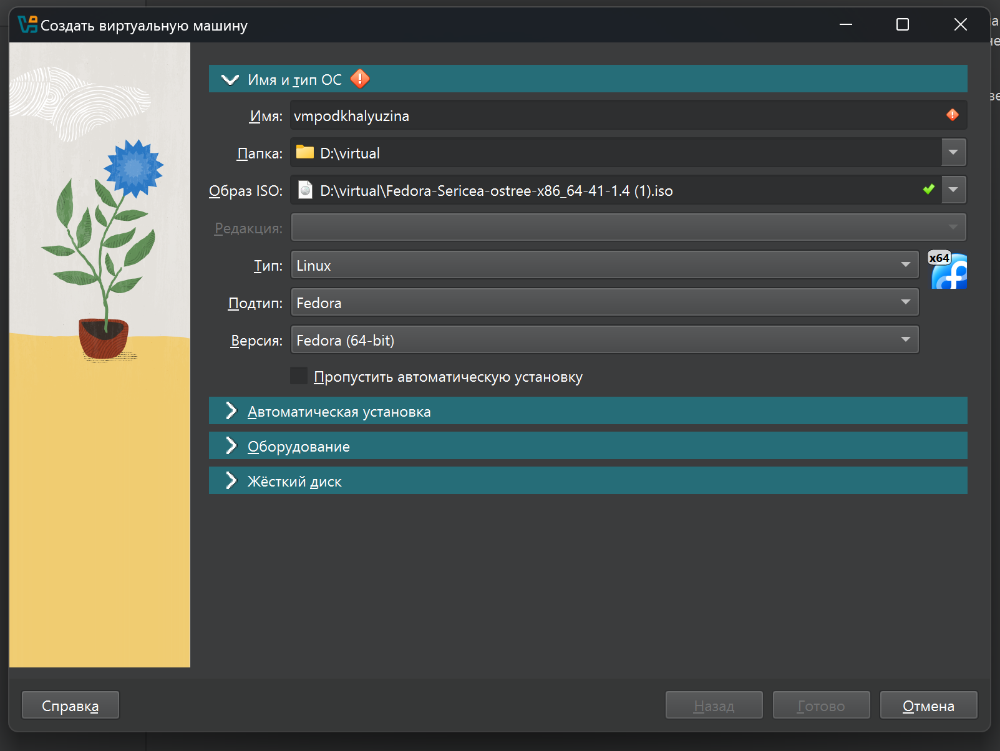 Создать виртуальную машину
Имя и тип ОС
Имя: vmpodkhalyuzina
Папка: D:\virtual
Образ ISO: D:\virtual\Fedora-Sericea-ostree-x86_64-41-1.4 (1).iso
Редакция:
Тип: Linux
x64
Подтип: Fedora
Версия: Fedora (64-bit)
Пропустить автоматическую установку
Автоматическая установка
Оборудование
Жёсткий диск
Справка
Назад
Готово
Отмена